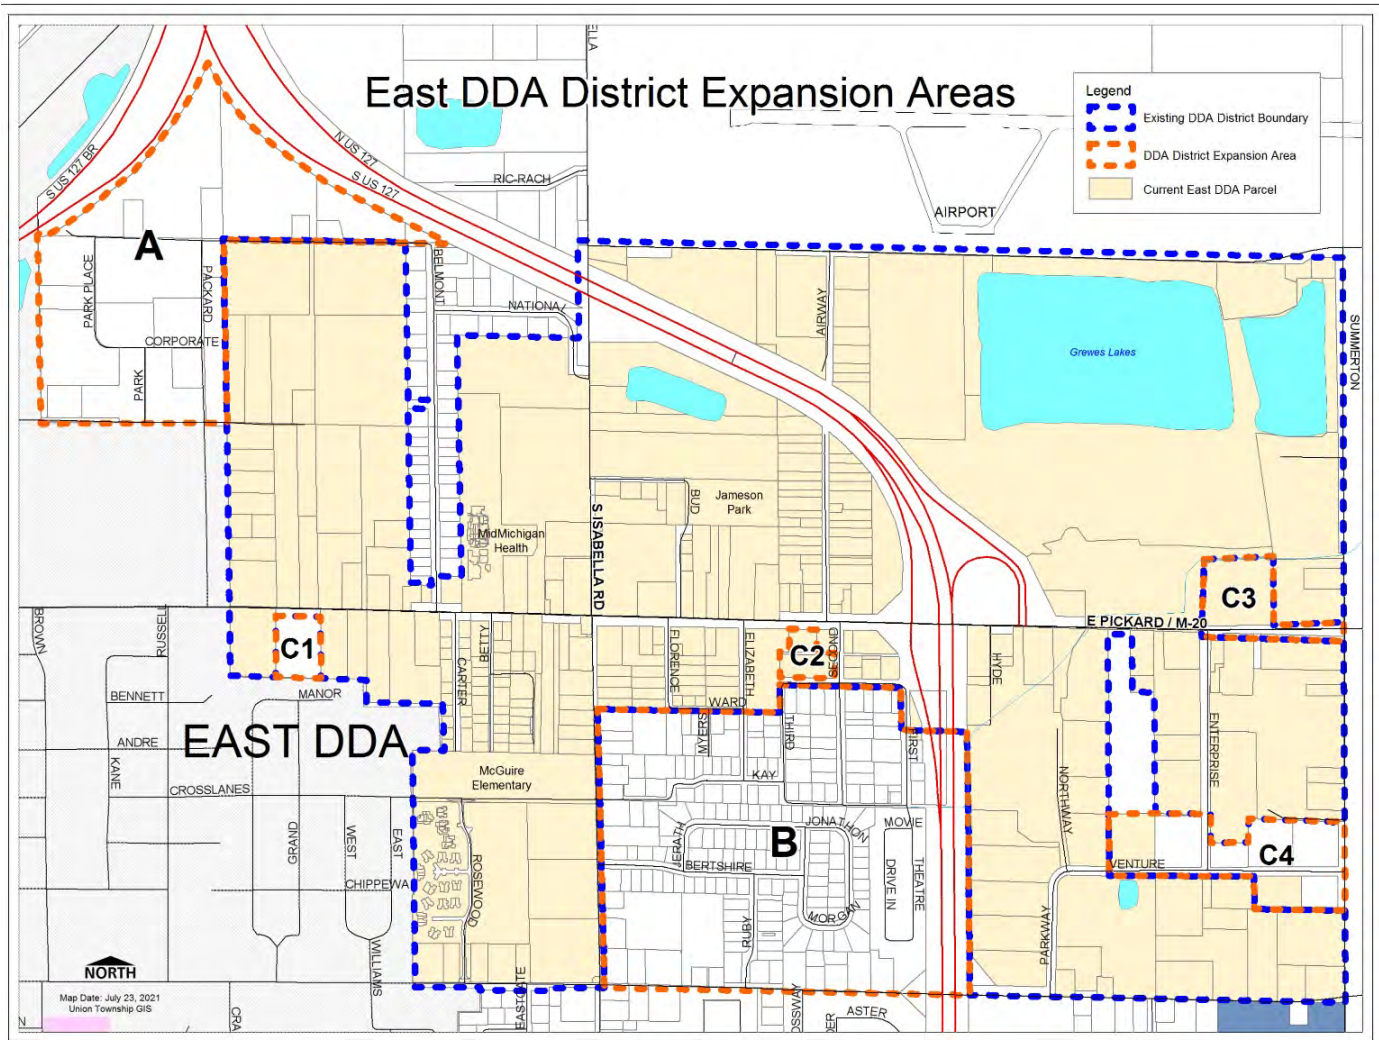 ELLA
East DDA District Expansion Areas
Legend
Existing DDA District Boundary
DDA District Expansion Area
Current East DDA Parcel
N US 127
S US 127 BR
S US 127
RIC-RACH
AIRPORT
A
PARK PLACE
PACKARD
BELMONT
NATIONAL
AIRWAY
CORPORATE
PARK
Grewes Lakes
SUMMERTON
BUD
Jameson
Park
S ISABELLA RD
MidMichigan
Health
C3
E PICKARD / M-20
BROWN
RUSSELL
C1
BETTY
CARTER
FLORENCE
ELIZABETH
C2
SECOND
HYDE
BENNETT
MANOR
WARD
ANDRE
EAST DDA
MYERS
THIRD
FIRST
ENTERPRISE
KANE
McGuire
Elementary
KAY
NORTHWAY
CROSSLANES
GRAND
WEST
EAST
JERATH
JONATHON
MOVIE
B
BERTSHIRE
DRIVE IN
THEATRE
VENTURE
C4
CHIPPEWA
ROSEWOOD
MORGAN
RUBY
PARKWAY
WILLIAMS
NORTH
EASTGATE
Map Date: July 23, 2021
Union Township GIS
N
CRA
OSSWAY
DER
ASTER